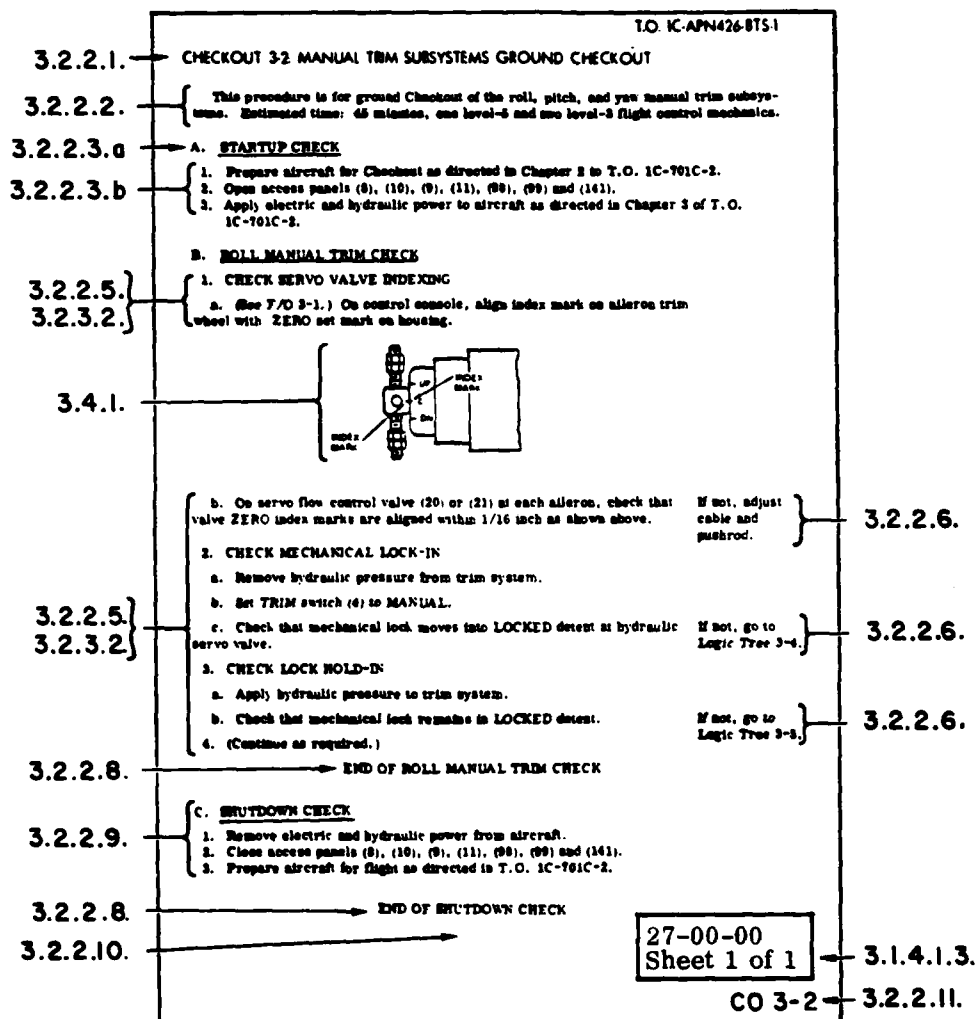 T.O. 1C-APN426-8TS-1
3.2.2.1.
CHECKOUT 3-2 MANUAL TRIM SUBSYSTEMS GROUND CHECKOUT
3.2.2.2.
This procedure is for ground Checkout of the roll, pitch, and yaw manual trim subsys-
tems. Estimated time: 45 minutes, one level-5 and two level-3 flight control mechanics.
3.2.2.3.a
A. STARTUP CHECK
3.2.2.3.b
1. Prepare aircraft for Checkout as directed in Chapter 2 to T.O. 1C-701C-2.
2. Open access panels (8), (10), (9), (11), (98), (99) and (141).
3. Apply electric and hydraulic power to aircraft as directed in Chapter 3 of T.O.
1C-701C-2.
B. ROLL MANUAL TRIM CHECK
3.2.2.5.
3.2.3.2.
1. CHECK SERVO VALVE INDEXING
a. (See F/O 3-1.) On control console, align index mark on aileron trim
wheel with ZERO set mark on housing.
3.4.1.
UP
INDEX
MARK
DN
INDEX
MARK
b. On servo flow control valve (20) or (21) at each aileron, check that
valve ZERO index marks are aligned within 1/16 inch as shown above.
If not, adjust
cable and
pushrod.
3.2.2.6.
2. CHECK MECHANICAL LOCK-IN
a. Remove hydraulic pressure from trim system.
b. Set TRIM switch (4) to MANUAL.
3.2.2.5.
3.2.3.2
c. Check that mechanical lock moves into LOCKED detent at hydraulic
servo valve.
If not, go to
Logic Tree 3-4.
3.2.2.6.
3. CHECK LOCK HOLD-IN
a. Apply hydraulic pressure to trim system.
b. Check that mechanical lock remains in LOCKED detent.
If not, go to
Logic Tree 3-5.
3.2.2.6.
4. (Continue as required.)
3.2.2.8.
END OF ROLL MANUAL TRIM CHECK
C. SHUTDOWN CHECK
3.2.2.9.
1. Remove electric and hydraulic power from aircraft.
2. Close access panels (8), (10), (9), (11), (98), (99) and (141).
3. Prepare aircraft for flight as directed in T.O. 1C-701C-2.
3.2.2.8.
END OF SHUTDOWN CHECK
3.2.2.10.
27-00-00
Sheet 1 of 1
3.1.4.1.3.
CO 3-2
3.2.2.11.